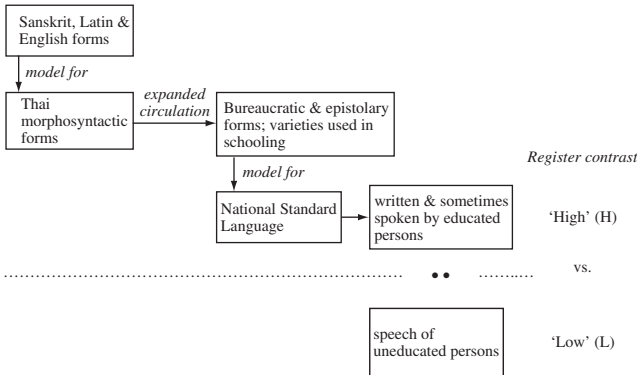 Sanskrit, Latin &
English forms
model for
Thai
morphosyntactic
forms
expanded
circulation
Bureaucratic & epistolary
forms; varieties used in
schooling
model for
National Standard
Language
written & sometimes
spoken by educated
persons
Register contrast
‘High’ (H)
vs.
speech of
uneducated persons
‘Low’ (L)